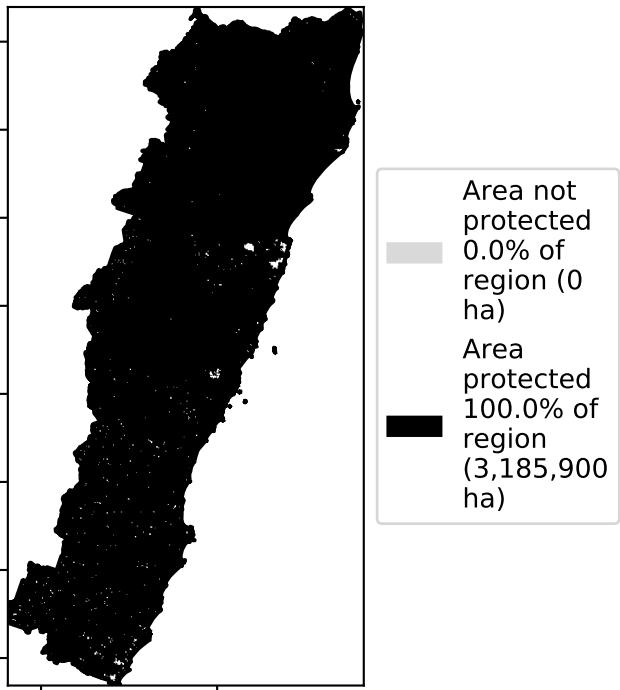 Area not
protected
0.0% of
region (0
ha)
Area
protected
100.0% of
region
(3,185,900
ha)